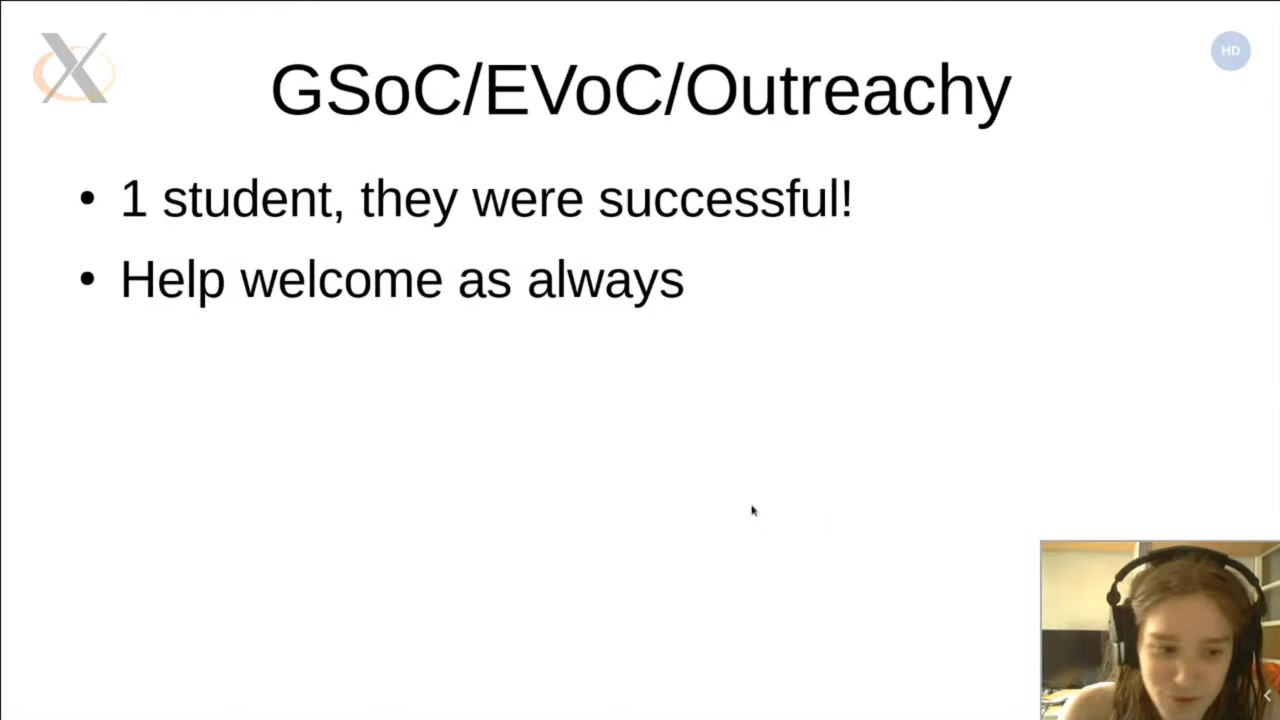 HD
GSoC/EVoC/Outreachy
• 1 student, they were successful!
• Help welcome as always